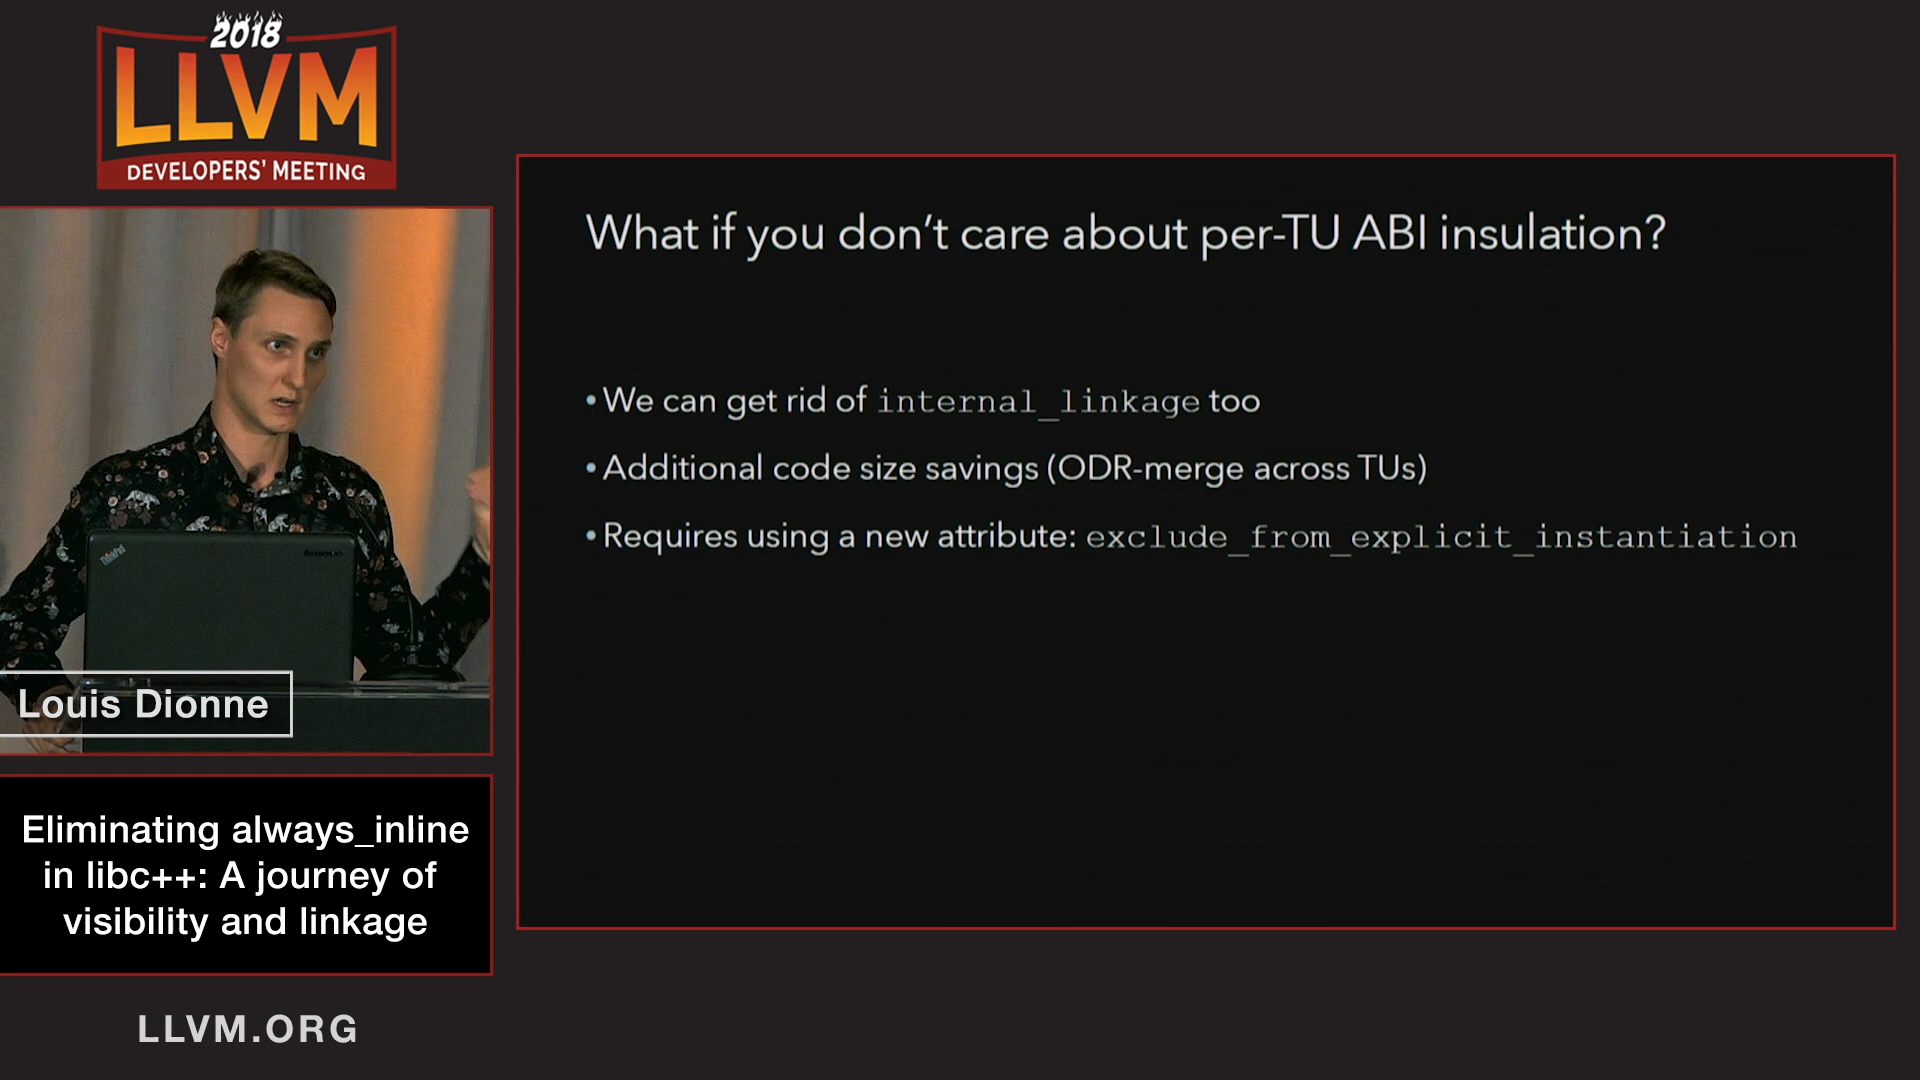 2018
LLVM
DEVELOPERS' MEETING
What if you don't care about per-TU ABI insulation?
• We can get rid of internal_linkage too
• Additional code size savings (ODR-merge across TUs)
• Requires using a new attribute: exclude_from_explicit_instantiation
ThinkPad
lenovo
Louis Dionne
Eliminating always_inline
in libc++: A journey of
visibility and linkage
LLVM.ORG